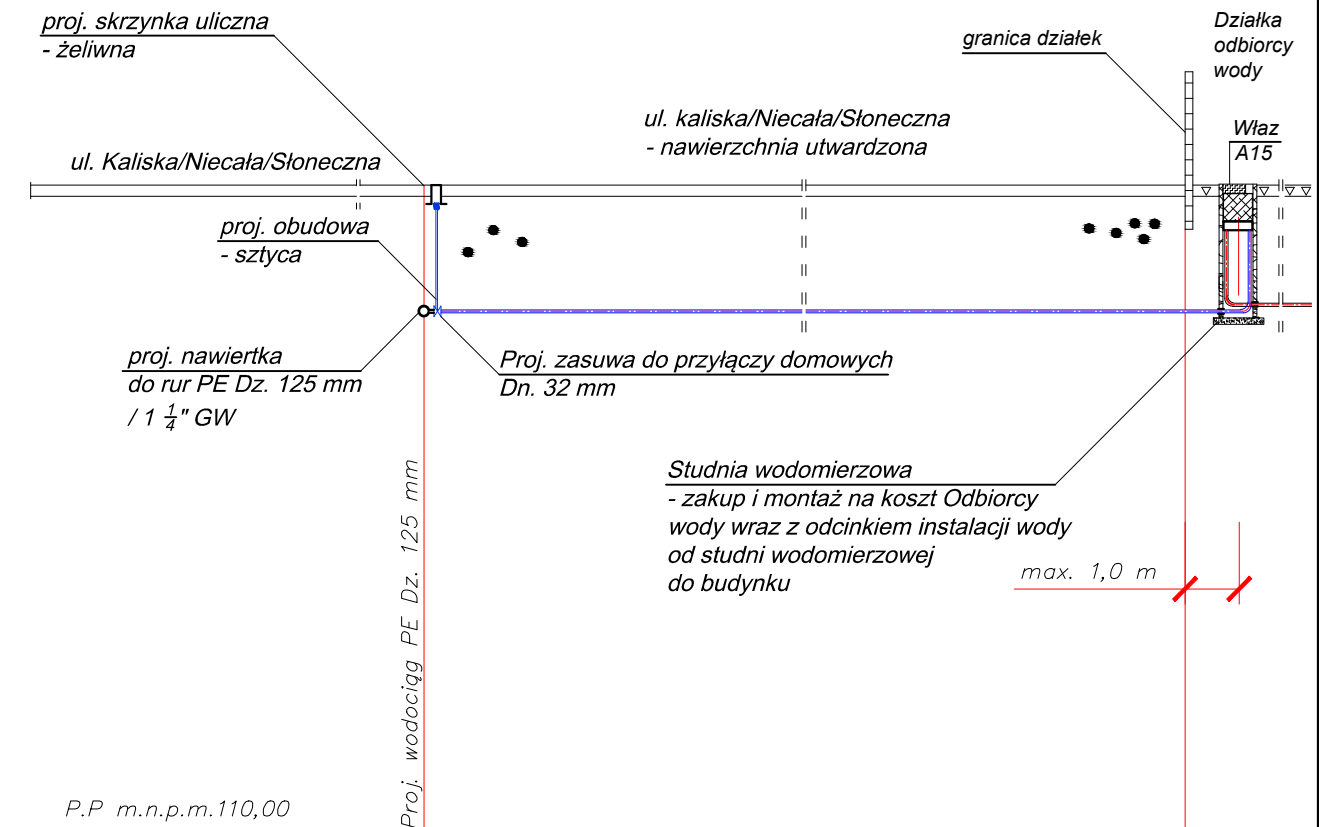 proj. skrzynka uliczna
- żeliwna
granica działek
Działka
odbiorcy
wody
ul. kaliska/Niecała/Słoneczna
- nawierzchnia utwardzona
Właz
A15
ul. Kaliska/Niecała/Słoneczna
proj. obudowa
- sztyca
proj. nawiertka
do rur PE Dz. 125 mm
/ 1 1/4" GW
Proj. zasuwa do przyłączy domowych
Dn. 32 mm
Studnia wodomierzowa
- zakup i montaż na koszt Odbiorcy
wody wraz z odcinkiem instalacji wody
od studni wodomierzowej
do budynku
max. 1,0 m
Proj. wodociąg PE Dz. 125 mm
P.P m.n.p.m.110,00